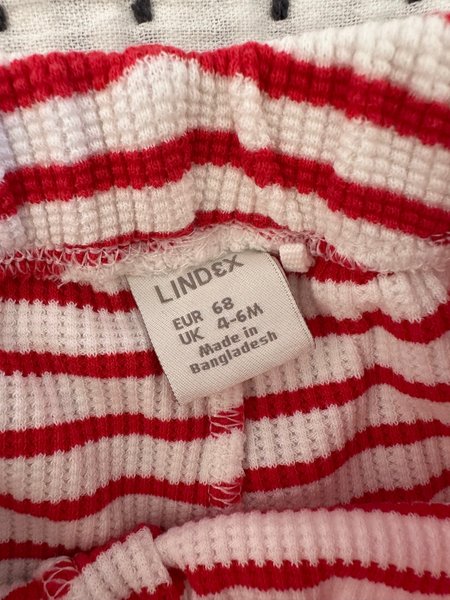 LINDEX
EUR 68
UK 4-6M
Made in
Bangladesh